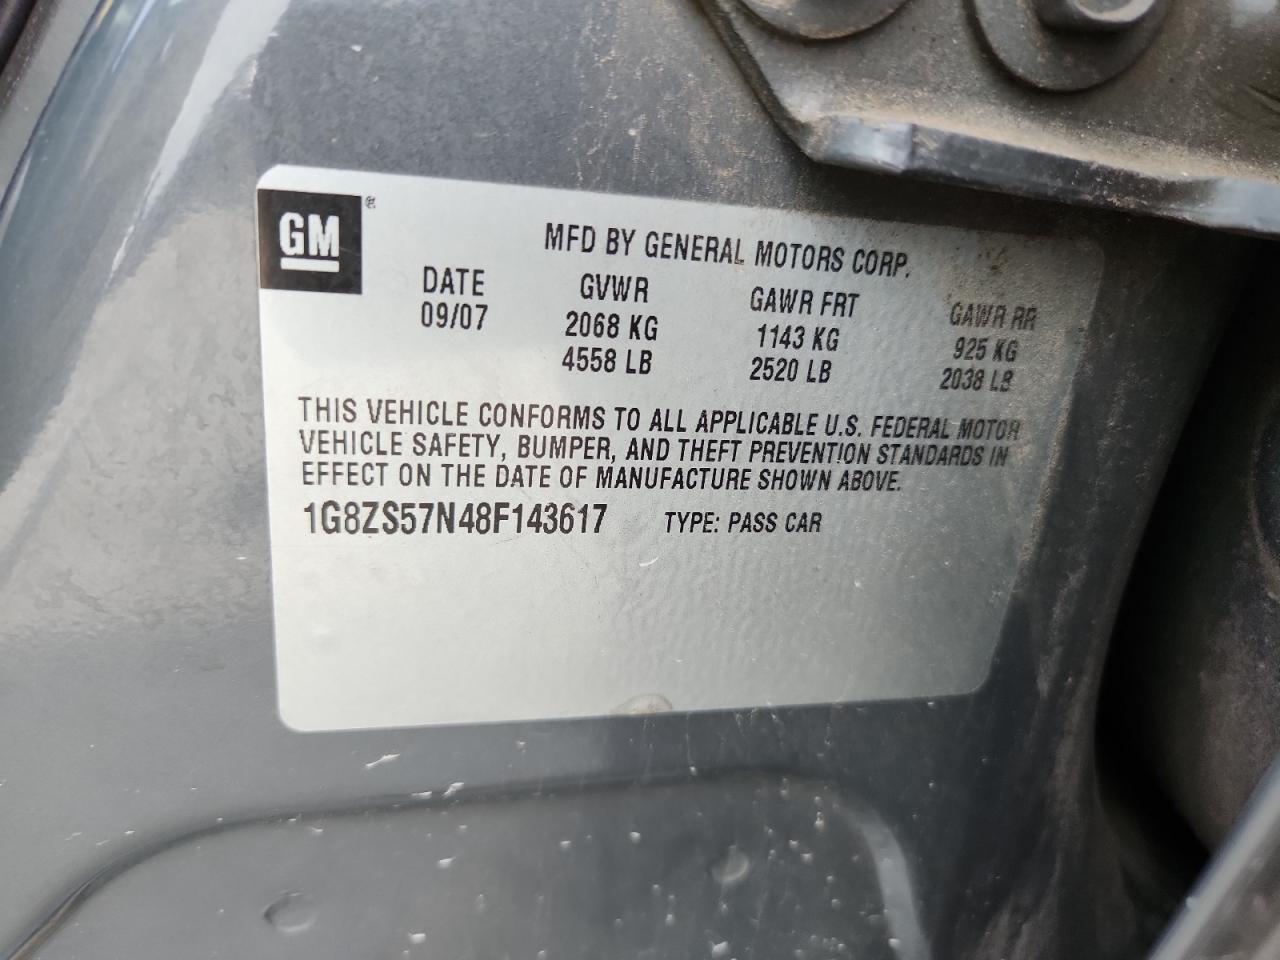 GM ®
MFD BY GENERAL MOTORS CORP.
DATE GVWR GAWR FRT GAWR RR
09/07 2068 KG 1143 KG 925 KG
4558 LB 2520 LB 2038 LB
THIS VEHICLE CONFORMS TO ALL APPLICABLE U.S. FEDERAL MOTOR
VEHICLE SAFETY, BUMPER, AND THEFT PREVENTION STANDARDS IN
EFFECT ON THE DATE OF MANUFACTURE SHOWN ABOVE.
1G8ZS57N48F143617 TYPE: PASS CAR